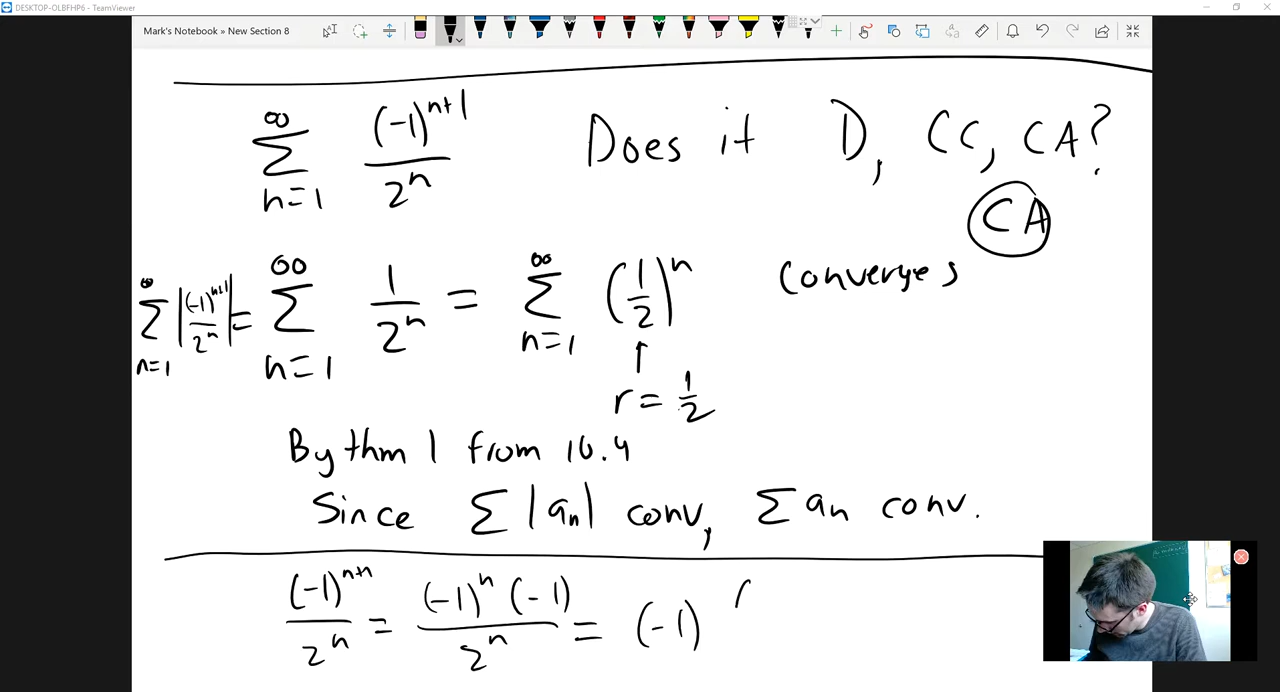 DESKTOP-OLBFHP6 - TeamViewer
Mark's Notebook » New Section 8
∑_{n=1}^{∞} (-1)^{n+1}/2^n Does it D, CC, CA?
CA
∑_{n=1}^{∞} |(-1)^{n+1}/2^n| = ∑_{n=1}^{∞} 1/2^n = ∑_{n=1}^{∞} (1/2)^n converges
↑
r = 1/2
By thm 1 from 10.4
Since ∑ |an| conv, ∑ an conv.
(-1)^{n+n}/2^n = (-1)^n (-1)/2^n = (-1) (